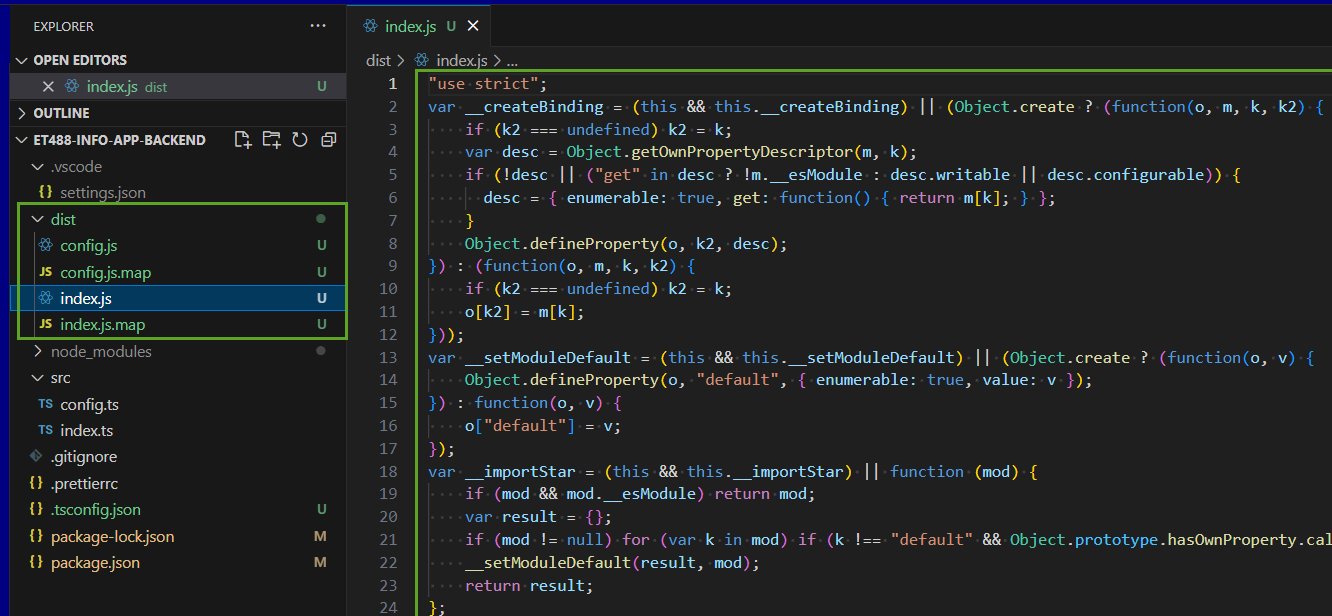 EXPLORER
OPEN EDITORS
index.js dist U
OUTLINE
ET488-INFO-APP-BACKEND
.vscode
{} settings.json
dist
config.js U
JS config.js.map U
index.js U
JS index.js.map U
node_modules
src
TS config.ts
TS index.ts
.gitignore
{} .prettierrc
{} .tsconfig.json U
{} package-lock.json M
{} package.json M
index.js U
dist > index.js > ...
1 "use strict";
2 var __createBinding = (this && this.__createBinding) || (Object.create ? (function(o, m, k, k2) {
3 if (k2 === undefined) k2 = k;
4 var desc = Object.getOwnPropertyDescriptor(m, k);
5 if (!desc || ("get" in desc ? !m.__esModule : desc.writable || desc.configurable)) {
6 desc = { enumerable: true, get: function() { return m[k]; } };
7 }
8 Object.defineProperty(o, k2, desc);
9 }) : (function(o, m, k, k2) {
10 if (k2 === undefined) k2 = k;
11 o[k2] = m[k];
12 }));
13 var __setModuleDefault = (this && this.__setModuleDefault) || (Object.create ? (function(o, v) {
14 Object.defineProperty(o, "default", { enumerable: true, value: v });
15 }) : function(o, v) {
16 o["default"] = v;
17 });
18 var __importStar = (this && this.__importStar) || function (mod) {
19 if (mod && mod.__esModule) return mod;
20 var result = {};
21 if (mod != null) for (var k in mod) if (k !== "default" && Object.prototype.hasOwnProperty.cal
22 __setModuleDefault(result, mod);
23 return result;
24 };